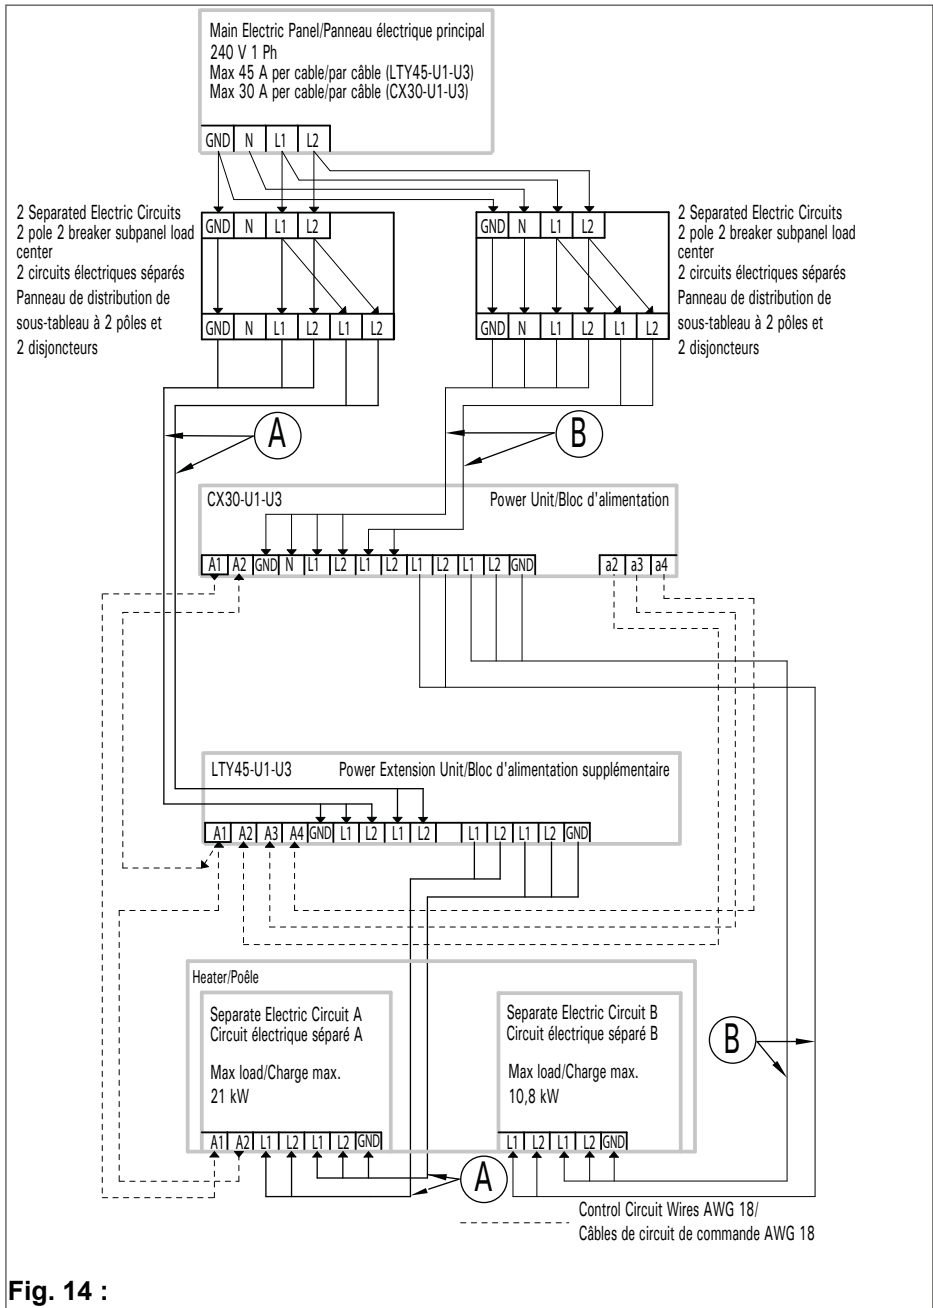 Main Electric Panel/Panneau électrique principal
240 V 1 Ph
Max 45 A per cable/par câble (LTY45-U1-U3)
Max 30 A per cable/par câble (CX30-U1-U3)
GND N L1 L2
2 Separated Electric Circuits
2 pole 2 breaker subpanel load
center
2 circuits électriques séparés
Panneau de distribution de
sous-tableau à 2 pôles et
2 disjoncteurs
GND N L1 L2
GND N L1 L2 L1 L2
GND N L1 L2
GND N L1 L2 L1 L2
2 Separated Electric Circuits
2 pole 2 breaker subpanel load
center
2 circuits électriques séparés
Panneau de distribution de
sous-tableau à 2 pôles et
2 disjoncteurs
A
B
CX30-U1-U3 Power Unit/Bloc d'alimentation
A1 A2 GND N L1 L2 L1 L2 L1 L2 L1 L2 GND a2 a3 a4
LTY45-U1-U3 Power Extension Unit/Bloc d'alimentation supplémentaire
A1 A2 A3 A4 GND L1 L2 L1 L2 L1 L2 L1 L2 GND
Heater/Poêle
Separate Electric Circuit A
Circuit électrique séparé A
Max load/Charge max.
21 kW
A1 A2 L1 L2 L1 L2 GND
Separate Electric Circuit B
Circuit électrique séparé B
Max load/Charge max.
10,8 kW
L1 L2 L1 L2 GND
B
A
Control Circuit Wires AWG 18/
Câbles de circuit de commande AWG 18
Fig. 14 :